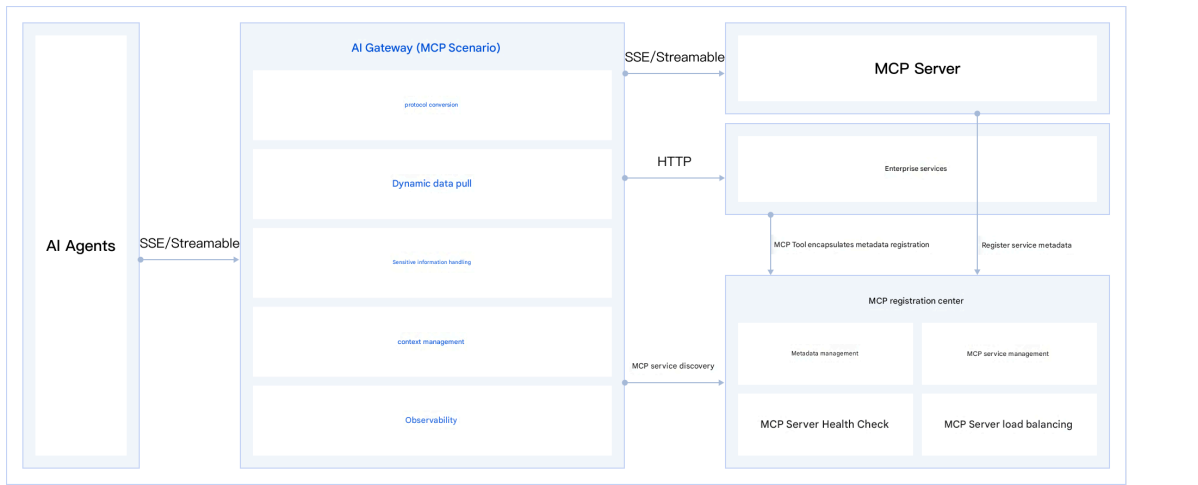 AI Agents
SSE/Streamable
AI Gateway (MCP Scenario)
protocol conversion
Dynamic data pull
Sensitive information handling
context management
Observability
SSE/Streamable
HTTP
MCP service discovery
MCP Server
Enterprise services
MCP Tool encapsulates metadata registration
Register service metadata
MCP registration center
Metadata management
MCP service management
MCP Server Health Check
MCP Server load balancing